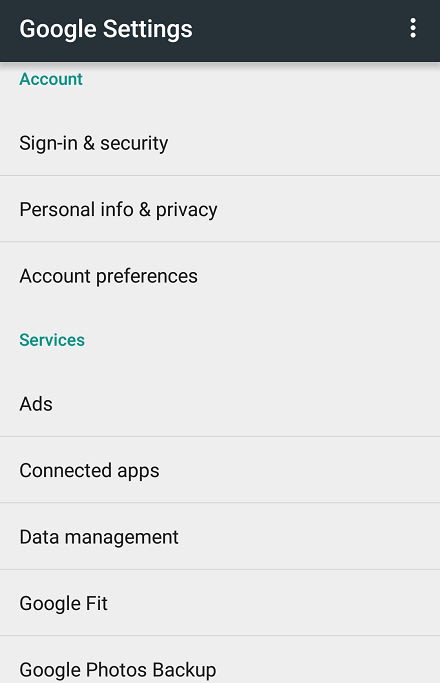 Google Settings
Account
Sign-in & security
Personal info & privacy
Account preferences
Services
Ads
Connected apps
Data management
Google Fit
Google Photos Backup